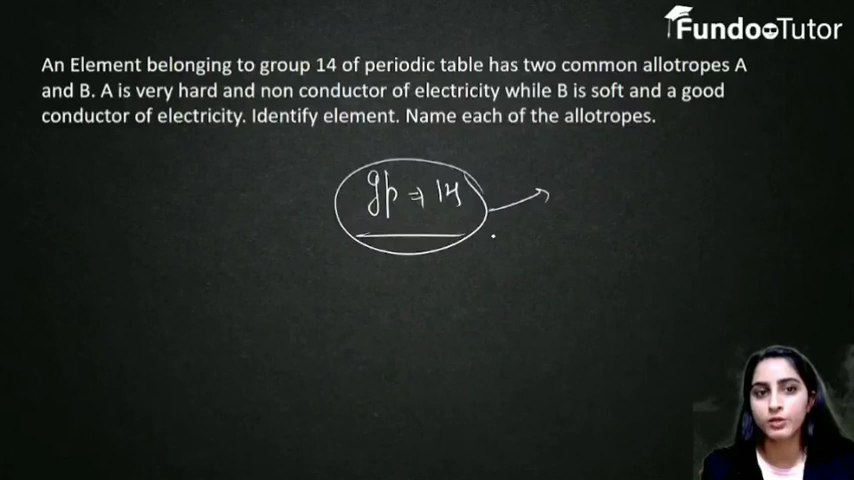 FundooTutor
An Element belonging to group 14 of periodic table has two common allotropes A
and B. A is very hard and non conductor of electricity while B is soft and a good
conductor of electricity. Identify element. Name each of the allotropes.
gp ⇒ 14